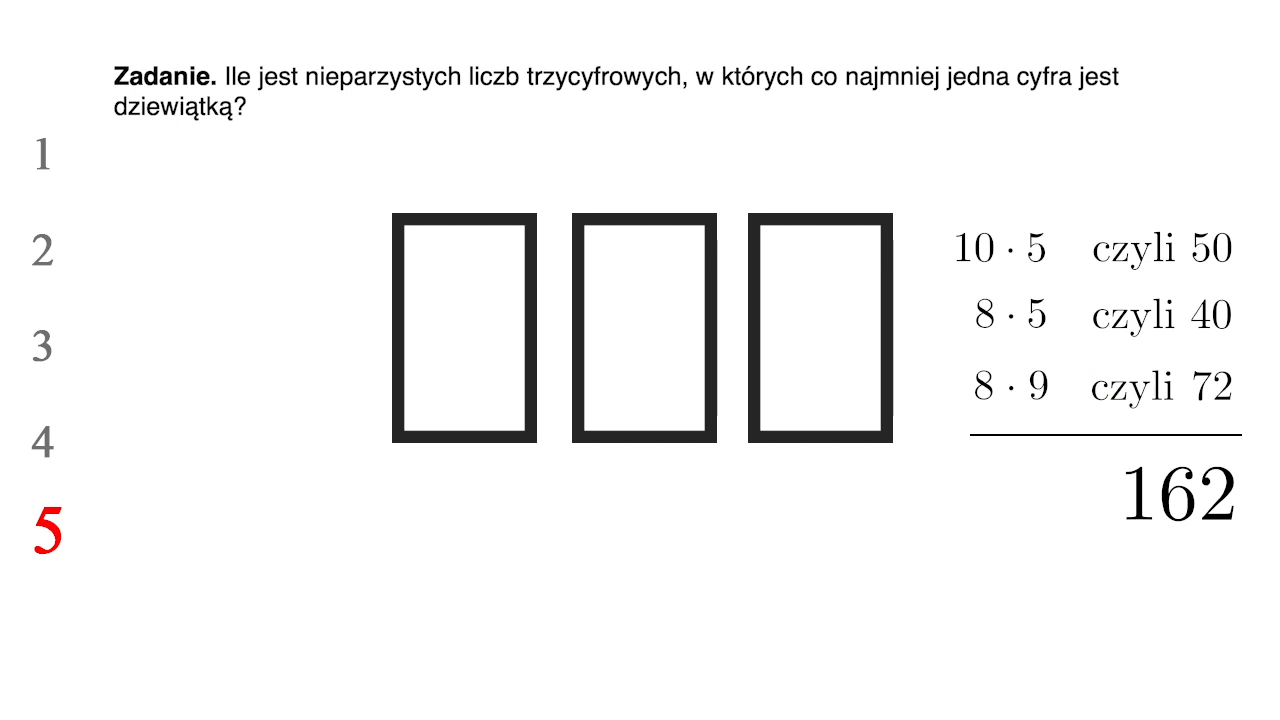 Zadanie. Ile jest nieparzystych liczb trzycyfrowych, w których co najmniej jedna cyfra jest
dziewiątką?
1
2
3
4
5
10 · 5 czyli 50
8 · 5 czyli 40
8 · 9 czyli 72
162